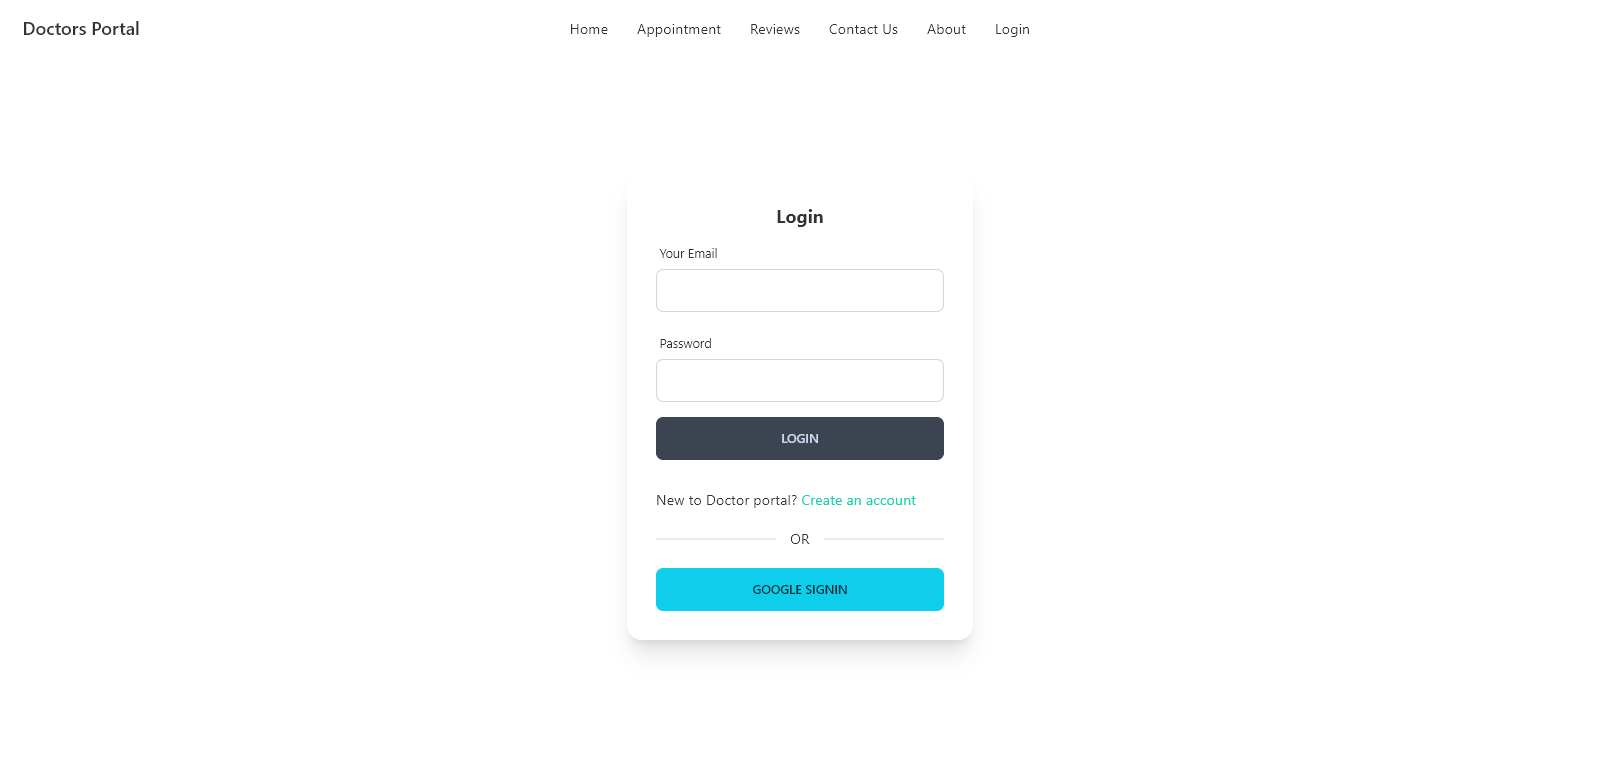 Doctors Portal
Home Appointment Reviews Contact Us About Login
Login
Your Email
Password
LOGIN
New to Doctor portal? Create an account
OR
GOOGLE SIGNIN